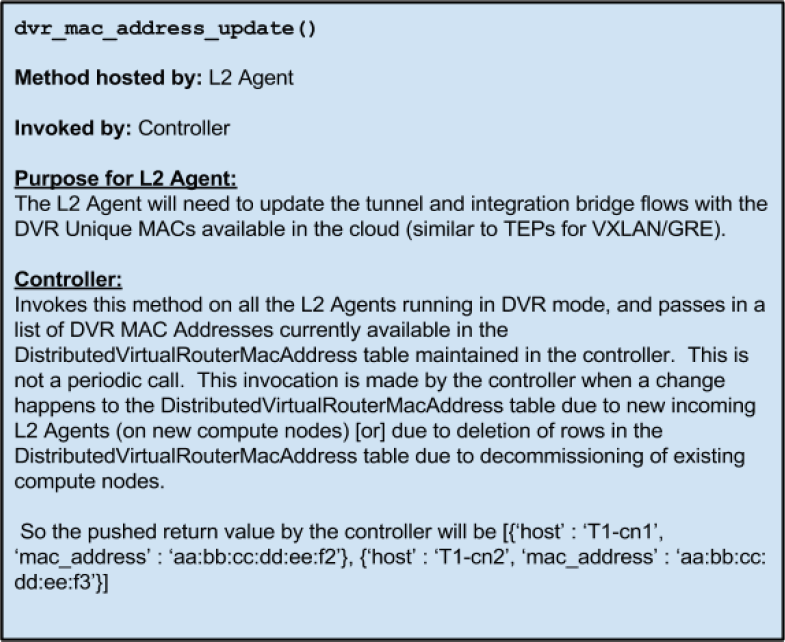 dvr_mac_address_update()
Method hosted by: L2 Agent
Invoked by: Controller
Purpose for L2 Agent:
The L2 Agent will need to update the tunnel and integration bridge flows with the
DVR Unique MACs available in the cloud (similar to TEPs for VXLAN/GRE).
Controller:
Invokes this method on all the L2 Agents running in DVR mode, and passes in a
list of DVR MAC Addresses currently available in the
DistributedVirtualRouterMacAddress table maintained in the controller.  This is
not a periodic call.  This invocation is made by the controller when a change
happens to the DistributedVirtualRouterMacAddress table due to new incoming
L2 Agents (on new compute nodes) [or] due to deletion of rows in the
DistributedVirtualRouterMacAddress table due to decommissioning of existing
compute nodes.
So the pushed return value by the controller will be [{‘host’ : ‘T1-cn1’,
‘mac_address’ : ‘aa:bb:cc:dd:ee:f2’}, {‘host’ : ‘T1-cn2’, ‘mac_address’ : ‘aa:bb:cc:
dd:ee:f3’}]